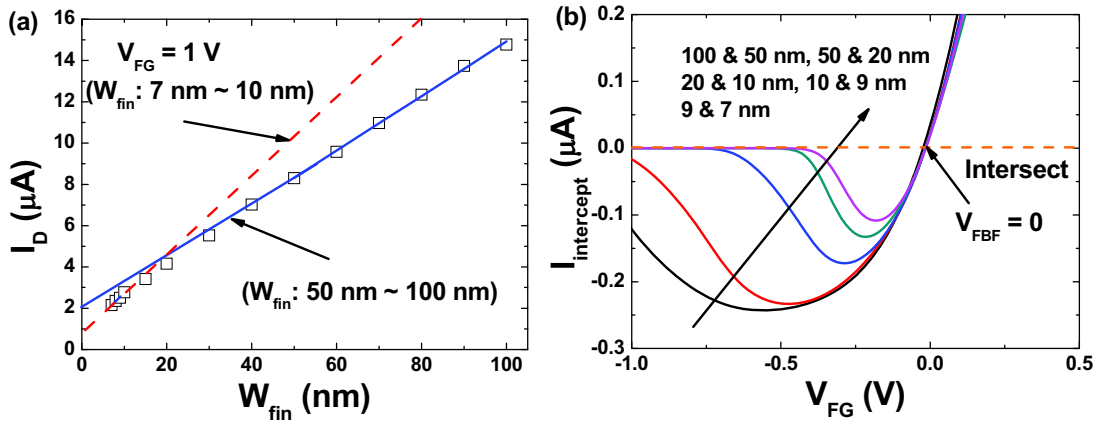 (a)
16
14
12
10
8
6
4
2
0
I_D (μA)
V_FG = 1 V
(W_fin: 7 nm ~ 10 nm)
(W_fin: 50 nm ~ 100 nm)
0 20 40 60 80 100
W_fin (nm)
(b)
0.2
0.1
0.0
-0.1
-0.2
-0.3
I_intercept (μA)
100 & 50 nm, 50 & 20 nm
20 & 10 nm, 10 & 9 nm
9 & 7 nm
Intersect
V_FBF = 0
-1.0 -0.5 0.0 0.5
V_FG (V)